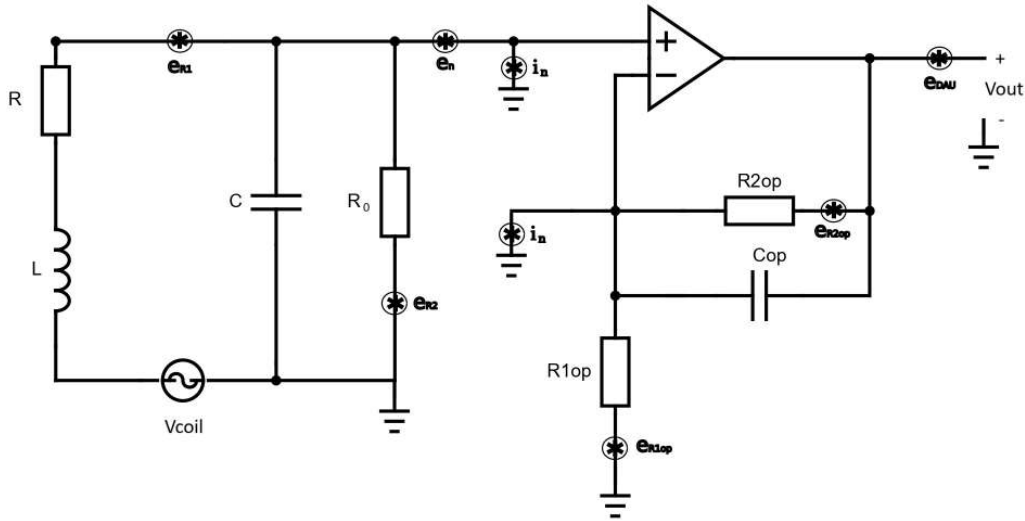 R
L
Vcoil
eR1
C
R0
eR2
en
in
+
−
in
R2op
eR2op
Cop
R1op
eR1op
eDAU
+
Vout
-